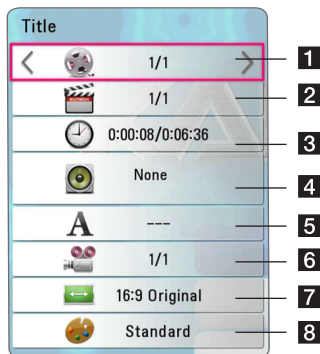 Title
1/1
1
1/1
2
0:00:08/0:06:36
3
None
4
A
---
5
1/1
6
16:9 Original
7
Standard
8